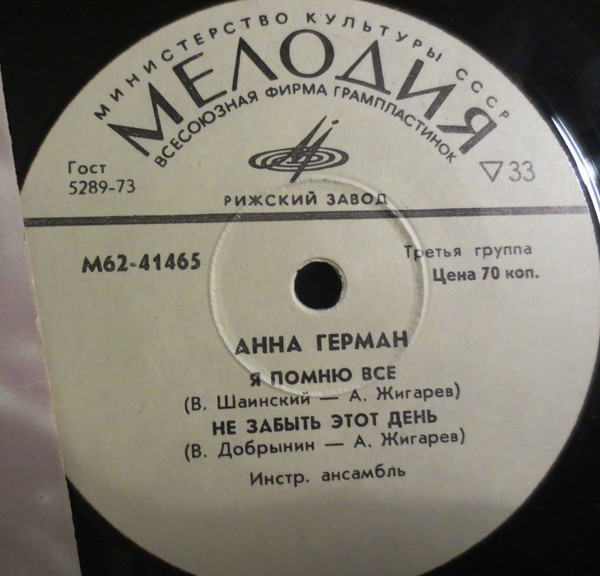 МИНИСТЕРСТВО КУЛЬТУРЫ СССР
МЕЛОДИЯ
ВСЕСОЮЗНАЯ ФИРМА ГРАМПЛАСТИНОК
Гост
5289-73
▽33
РИЖСКИЙ ЗАВОД
М62-41465
Третья группа
Цена 70 коп.
АННА ГЕРМАН
Я ПОМНЮ ВСЕ
(В. Шаинский — А. Жигарев)
НЕ ЗАБЫТЬ ЭТОТ ДЕНЬ
(В. Добрынин — А. Жигарев)
Инстр. ансамбль